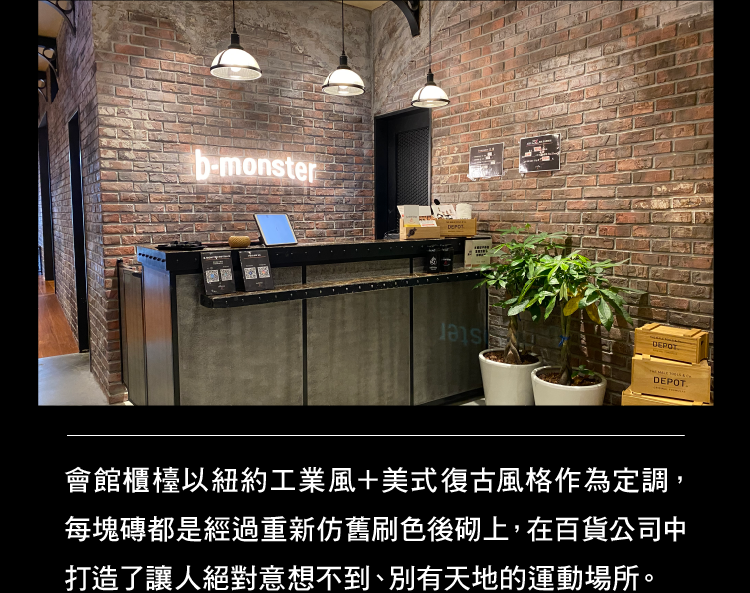 b-monster
DEPOT.
DEPOT.
DEPOT.
會館櫃檯以紐約工業風+美式復古風格作為定調，
每塊磚都是經過重新仿舊刷色後砌上，在百貨公司中
打造了讓人絕對意想不到、別有天地的運動場所。